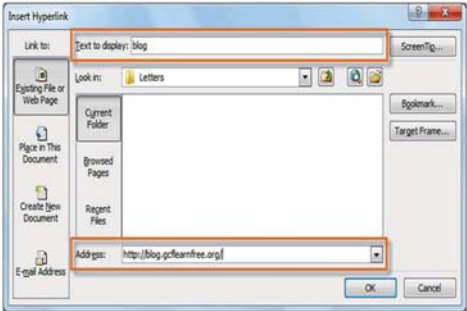 Insert Hyperlink
Link to:
Text to display: blog
ScreenTip...
Existing File or
Web Page
Look in: Letters
Bookmark...
Target Frame...
Current
Folder
Place in This
Document
Browsed
Pages
Create New
Document
Recent
Files
E-mail Address
Address: http://blog.gcflearnfree.org/
OK Cancel